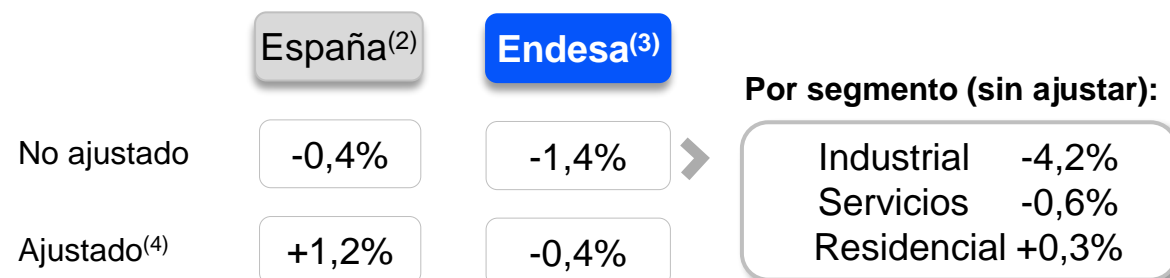 España(2) Endesa(3)
Por segmento (sin ajustar):
No ajustado -0,4% -1,4% Industrial -4,2%
Servicios -0,6%
Ajustado(4) +1,2% -0,4% Residencial +0,3%